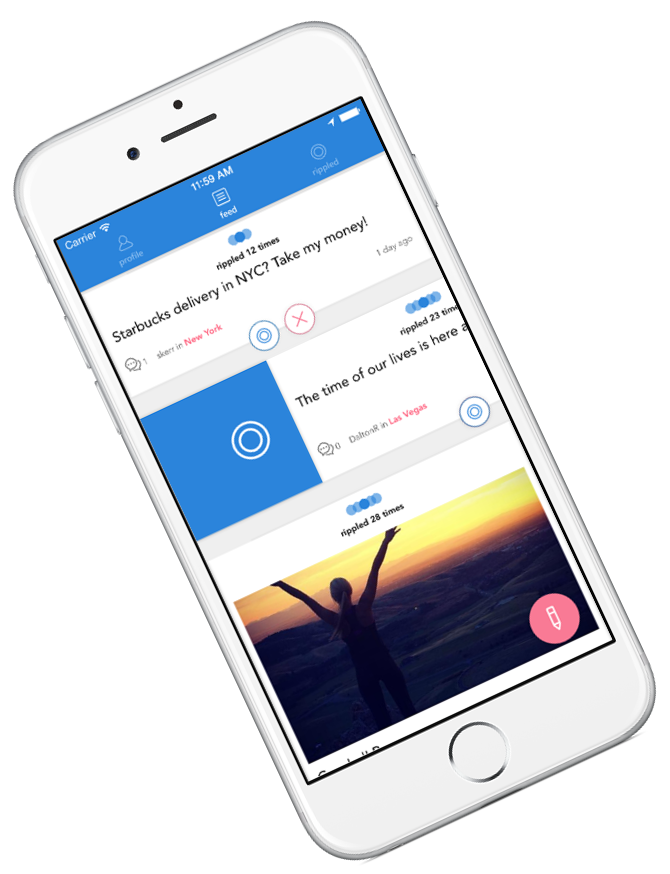 Carrier
11:59 AM
profile
feed
rippled
rippled 12 times
Starbucks delivery in NYC? Take my money!
1 day ago
1
skerr in New York
rippled 23
The time of our lives is here
0
DaltonR in Las Vegas
rippled 28 times